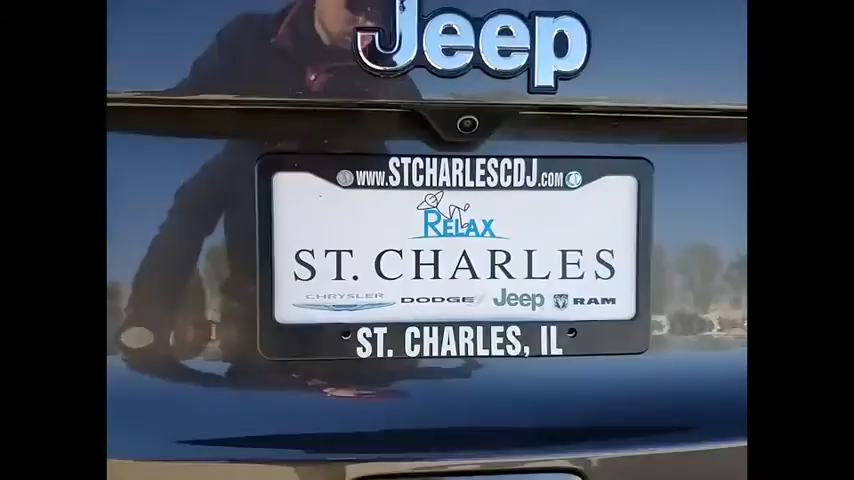 Jeep
WWW.STCHARLESCDJ.COM
RELAX
ST. CHARLES
CHRYSLER DODGE Jeep RAM
ST. CHARLES, IL